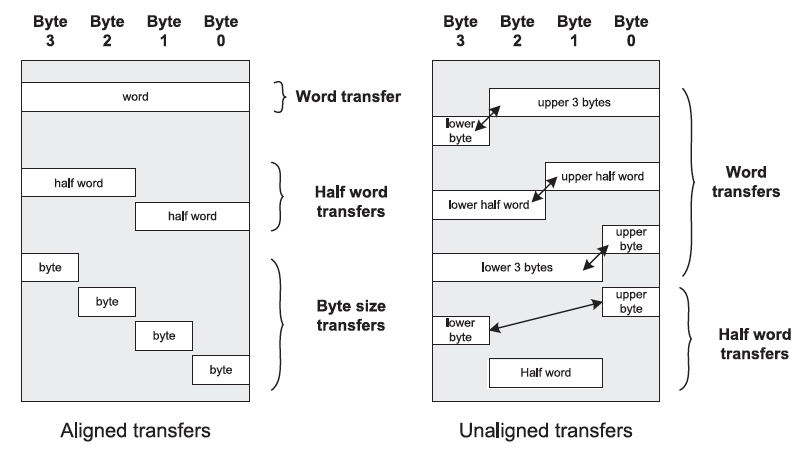 Byte 3
Byte 2
Byte 1
Byte 0
word
Word transfer
half word
half word
Half word
transfers
byte
byte
byte
byte
Byte size
transfers
Aligned transfers
Byte 3
Byte 2
Byte 1
Byte 0
upper 3 bytes
lower
byte
upper half word
lower half word
upper
byte
lower 3 bytes
Word
transfers
upper
byte
lower
byte
Half word
Half word
transfers
Unaligned transfers